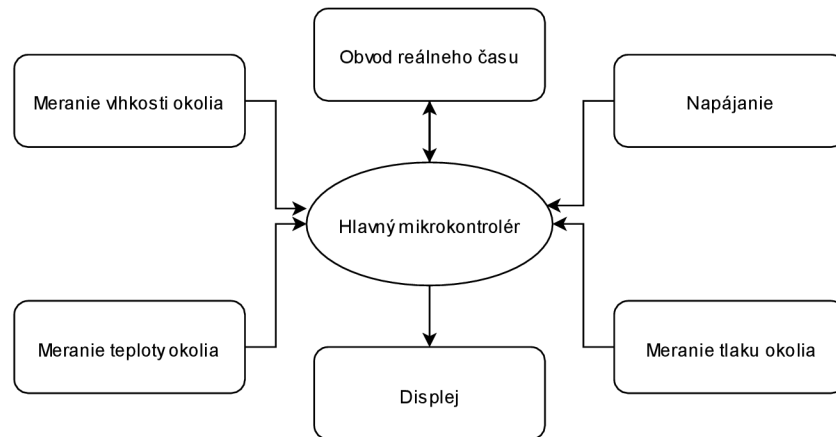 Obvod reálneho času
Meranie vlhkosti okolia
Napájanie
Hlavný mikrokontrolér
Meranie teploty okolia
Meranie tlaku okolia
Displej